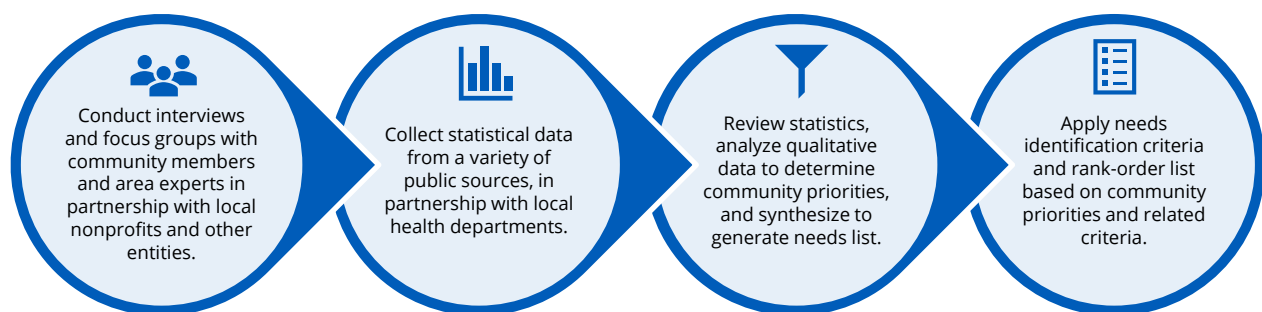 Conduct interviews
and focus groups with
community members
and area experts in
partnership with local
nonprofits and other
entities.
Collect statistical data
from a variety of
public sources, in
partnership with local
health departments.
Review statistics,
analyze qualitative
data to determine
community priorities,
and synthesize to
generate needs list.
Apply needs
identification criteria
and rank-order list
based on community
priorities and related
criteria.